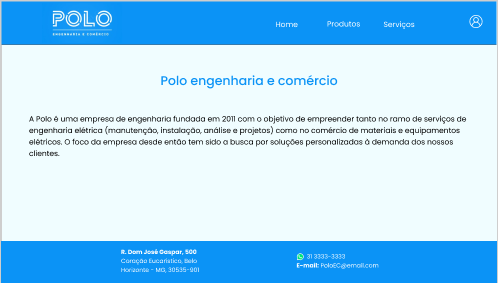 POLO
ENGENHARIA E COMÉRCIO
Home
Produtos
Serviços
Polo engenharia e comércio
A Polo é uma empresa de engenharia fundada em 2011 com o objetivo de empreender tanto no ramo de serviços de
engenharia elétrica (manutenção, instalação, análise e projetos) como no comércio de materiais e equipamentos
elétricos. O foco da empresa desde então tem sido a busca por soluções personalizadas à demanda dos nossos
clientes.
R. Dom José Gaspar, 500
Coração Eucarístico, Belo
Horizonte - MG, 30535-901
31 3333-3333
E-mail: PoloEC@email.com